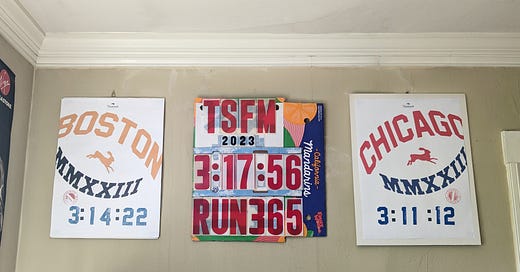 BOSTON
MMXXIII
3:14:22
TSFM
2023
3:17:56
RUN365
California
Mandarins
CHICAGO
MMXXIII
3:11:12